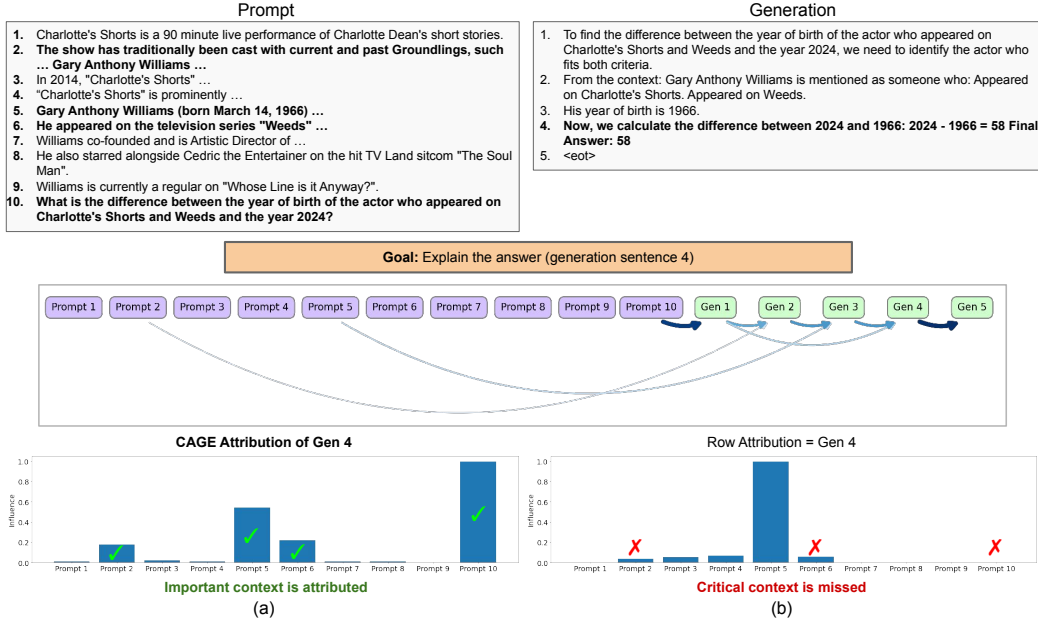 Prompt
1. Charlotte's Shorts is a 90 minute live performance of Charlotte Dean's short stories.
2. The show has traditionally been cast with current and past Groundlings, such
… Gary Anthony Williams …
3. In 2014, "Charlotte's Shorts" …
4. “Charlotte's Shorts" is prominently …
5. Gary Anthony Williams (born March 14, 1966) …
6. He appeared on the television series "Weeds" …
7. Williams co-founded and is Artistic Director of …
8. He also starred alongside Cedric the Entertainer on the hit TV Land sitcom "The Soul
Man".
9. Williams is currently a regular on "Whose Line is it Anyway?".
10. What is the difference between the year of birth of the actor who appeared on
Charlotte's Shorts and Weeds and the year 2024?
Generation
1. To find the difference between the year of birth of the actor who appeared on
Charlotte's Shorts and Weeds and the year 2024, we need to identify the actor who
fits both criteria.
2. From the context: Gary Anthony Williams is mentioned as someone who: Appeared
on Charlotte's Shorts. Appeared on Weeds.
3. His year of birth is 1966.
4. Now, we calculate the difference between 2024 and 1966: 2024 - 1966 = 58 Final
Answer: 58
5. <eot>
Goal: Explain the answer (generation sentence 4)
Prompt 1 Prompt 2 Prompt 3 Prompt 4 Prompt 5 Prompt 6 Prompt 7 Prompt 8 Prompt 9 Prompt 10 Gen 1 Gen 2 Gen 3 Gen 4 Gen 5
CAGE Attribution of Gen 4
Influence
1.0
0.8
0.6
0.4
0.2
0.0
Prompt 1 Prompt 2 Prompt 3 Prompt 4 Prompt 5 Prompt 6 Prompt 7 Prompt 8 Prompt 9 Prompt 10
Important context is attributed
(a)
Row Attribution = Gen 4
Influence
1.0
0.8
0.6
0.4
0.2
0.0
Prompt 1 Prompt 2 Prompt 3 Prompt 4 Prompt 5 Prompt 6 Prompt 7 Prompt 8 Prompt 9 Prompt 10
Critical context is missed
(b)